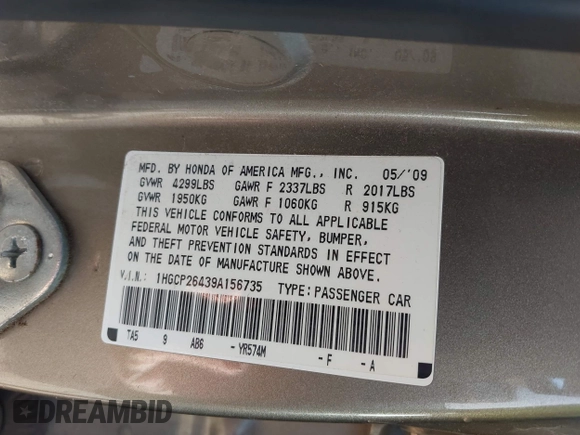 MFD. BY HONDA OF AMERICA MFG., INC. 05/'09
GVWR 4299LBS GAWR F 2337LBS R 2017LBS
GVWR 1950KG GAWR F 1060KG R 915KG
THIS VEHICLE CONFORMS TO ALL APPLICABLE
FEDERAL MOTOR VEHICLE SAFETY, BUMPER,
AND THEFT PREVENTION STANDARDS IN EFFECT
ON THE DATE OF MANUFACTURE SHOWN ABOVE.
V.I.N.: 1HGCP26439A156735 TYPE:PASSENGER CAR
TA5 9 AB6 -YR574M -F -A
DREAMBID